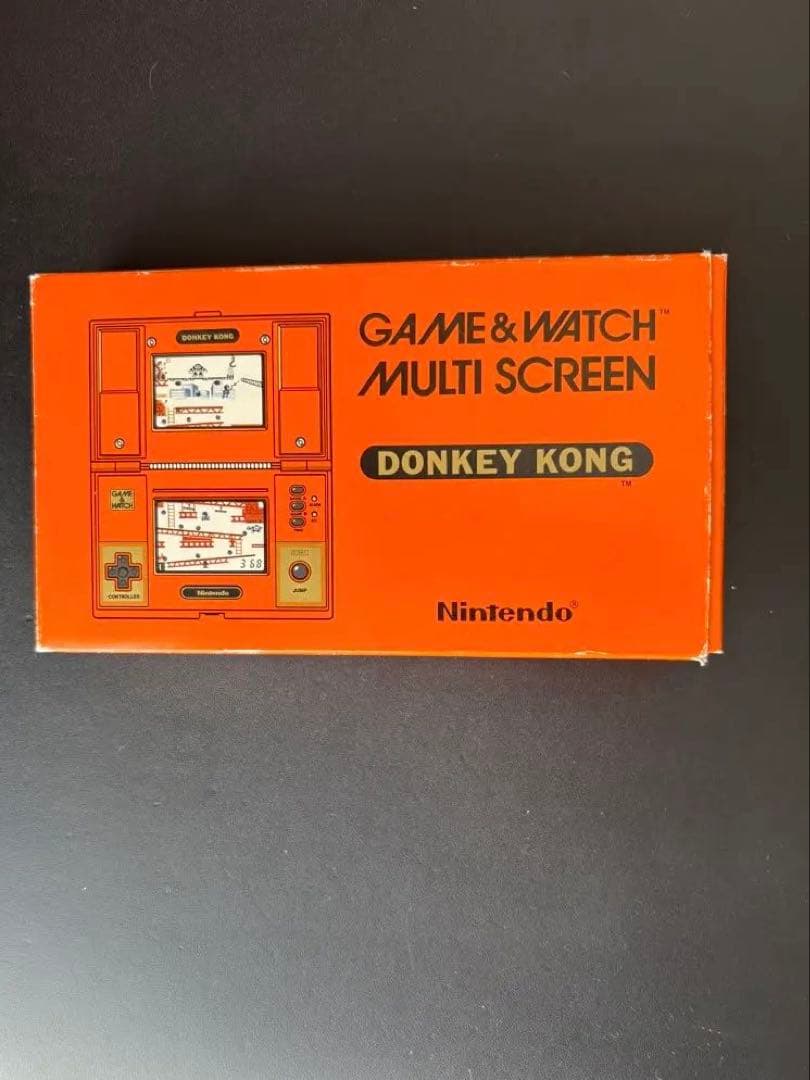 GAME & WATCH™
MULTI SCREEN
DONKEY KONG
™
Nintendo®
DONKEY KONG
GAME
&
WATCH
368
CONTROLLER
Nintendo
JUMP